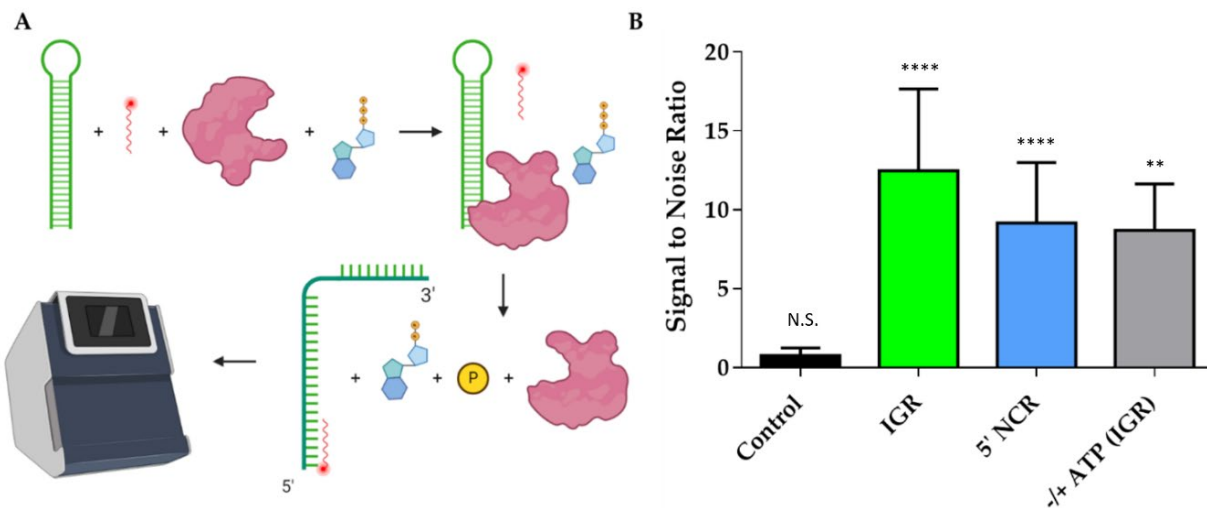 A
+
+
+
3'
5'
+
+
P
+
B
Signal to Noise Ratio
20
15
10
5
0
N.S.
****
****
**
Control
IGR
5' NCR
-/+ ATP (IGR)